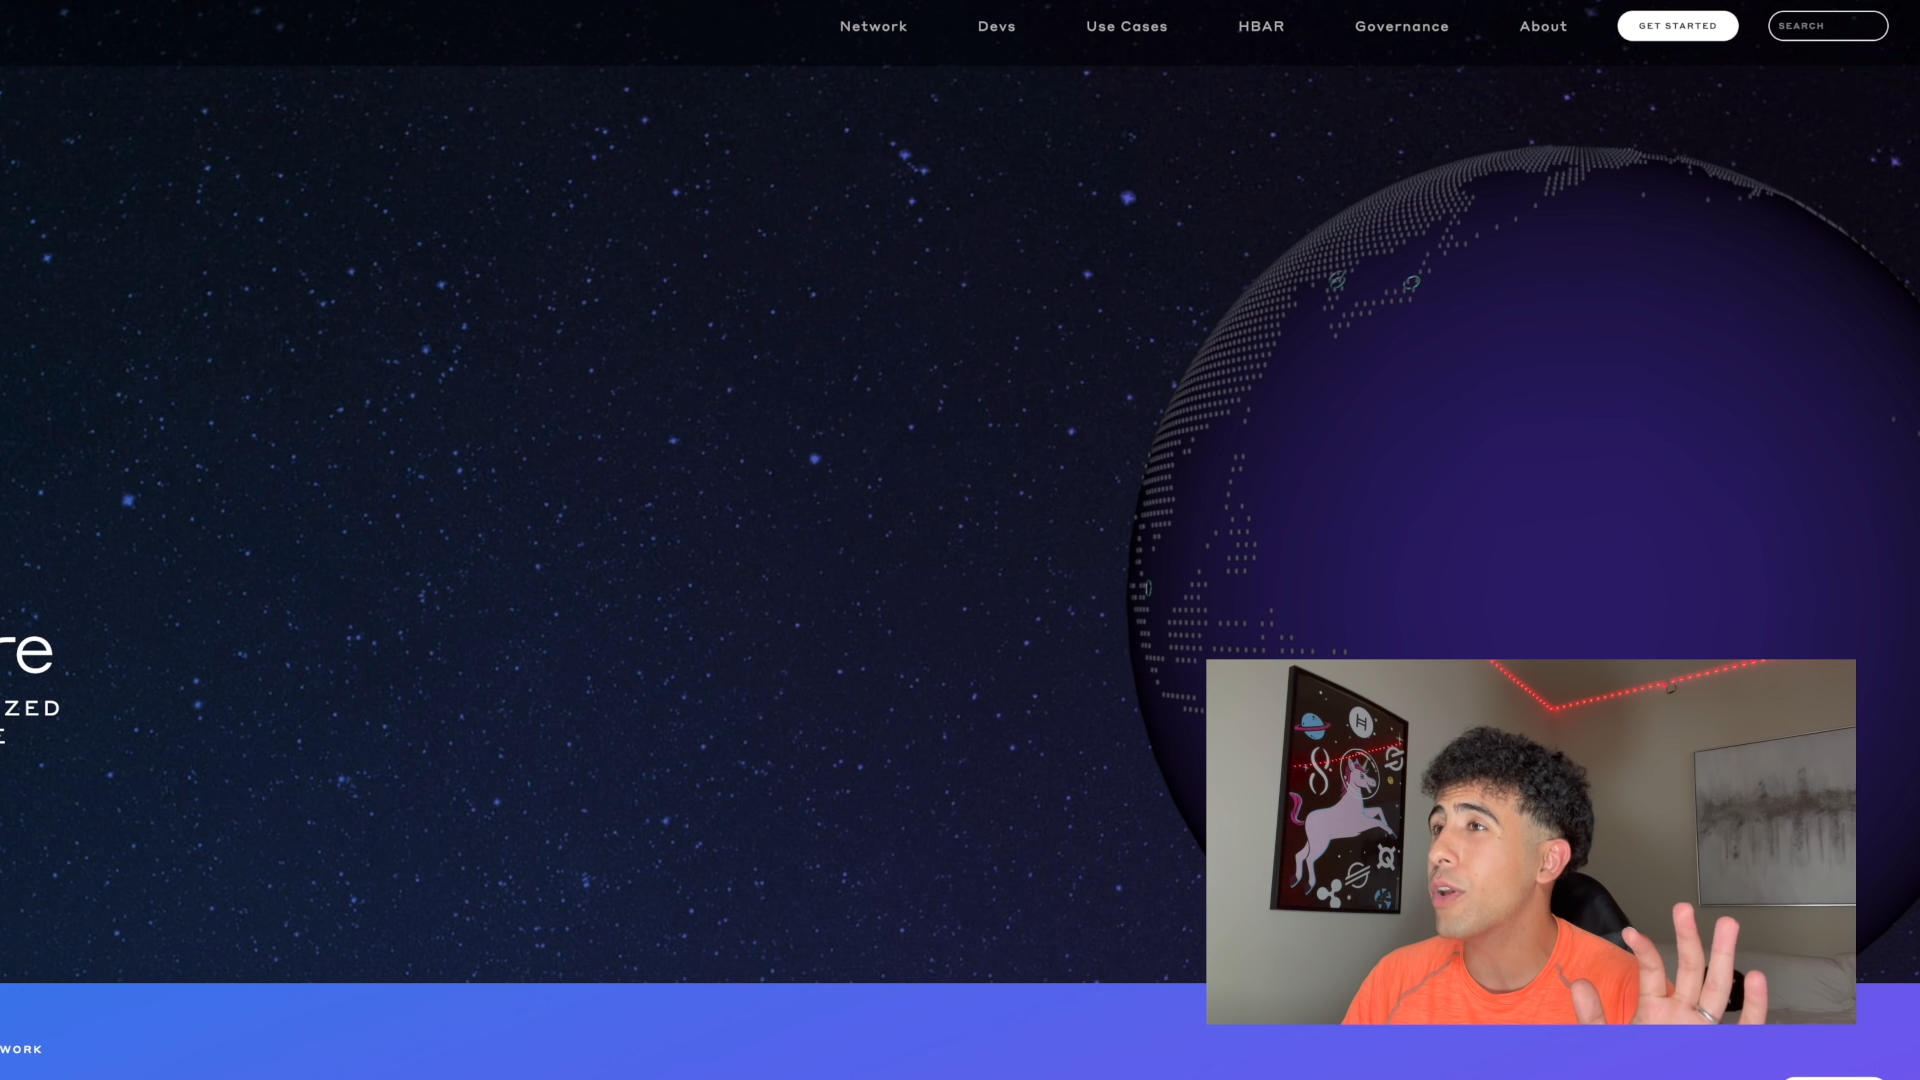 Network Devs Use Cases HBAR Governance About GET STARTED SEARCH
re
ZED
E
WORK